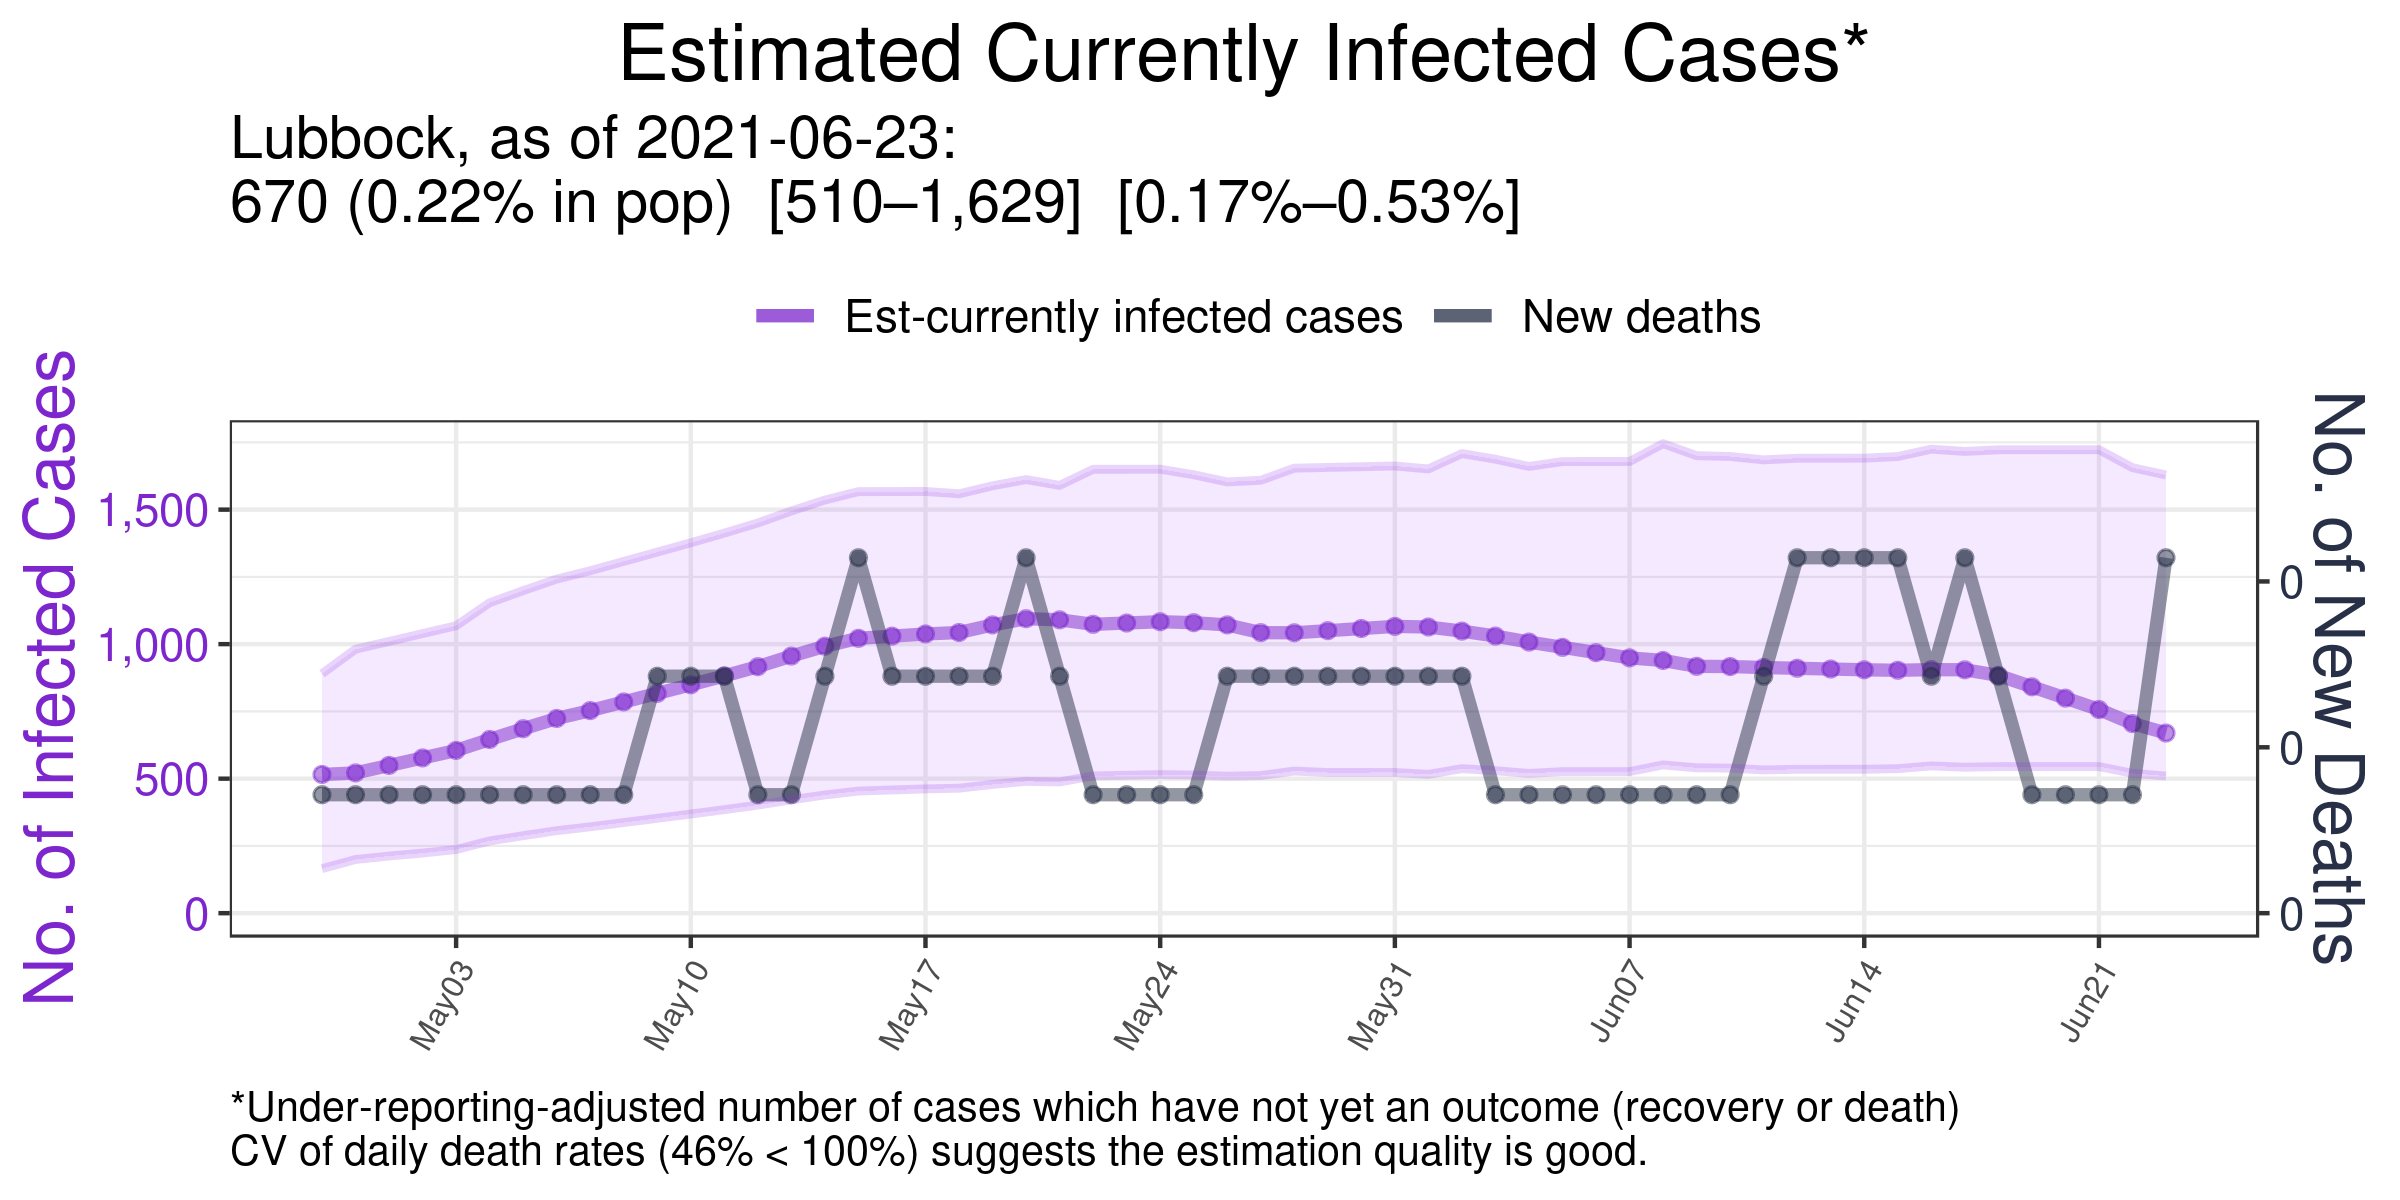 Estimated Currently Infected Cases*
Lubbock, as of 2021-06-23:
670 (0.22% in pop)  [510–1,629]  [0.17%–0.53%]
Est-currently infected cases
New deaths
No. of Infected Cases
1,500
1,000
500
0
No. of New Deaths
0
0
0
May03
May10
May17
May24
May31
Jun07
Jun14
Jun21
*Under-reporting-adjusted number of cases which have not yet an outcome (recovery or death)
CV of daily death rates (46% < 100%) suggests the estimation quality is good.